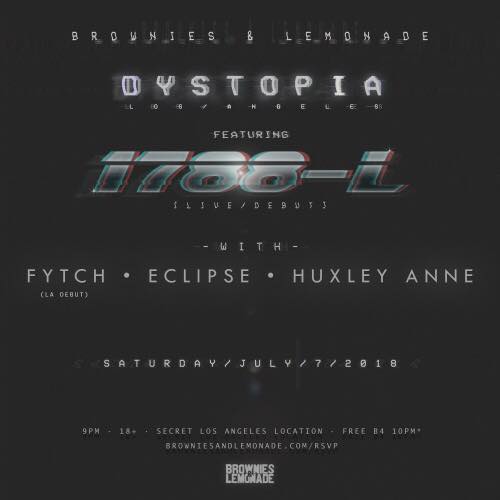 BROWNIES & LEMONADE
DYSTOPIA
LOS/ANGELES
FEATURING
1788-L
[LIVE/DEBUT]
-WITH-
FYTCH • ECLIPSE • HUXLEY ANNE
(LA DEBUT)
SATURDAY/JULY/7/2018
9PM · 18+ · SECRET LOS ANGELES LOCATION · FREE B4 10PM*
BROWNIESANDLEMONADE.COM/RSVP
BROWNIES
LEMONADE